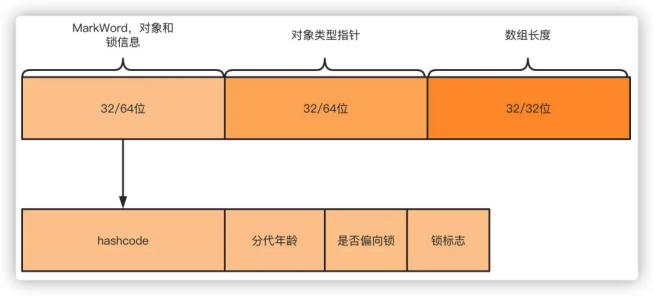 MarkWord，对象和
锁信息
对象类型指针
数组长度
32/64位
32/64位
32/32位
hashcode
分代年龄
是否偏向锁
锁标志